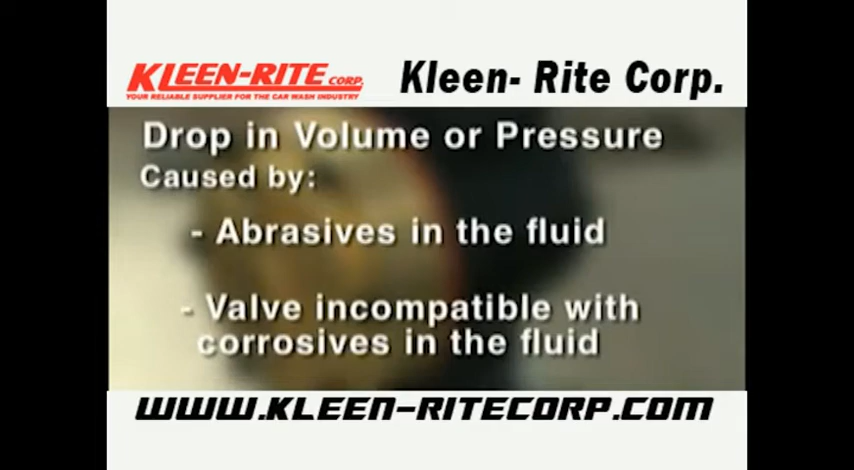 KLEEN-RITE CORP.
YOUR RELIABLE SUPPLIER FOR THE CAR WASH INDUSTRY
Kleen- Rite Corp.
Drop in Volume or Pressure
Caused by:
- Abrasives in the fluid
- Valve incompatible with
corrosives in the fluid
WWW.KLEEN-RITECORP.COM